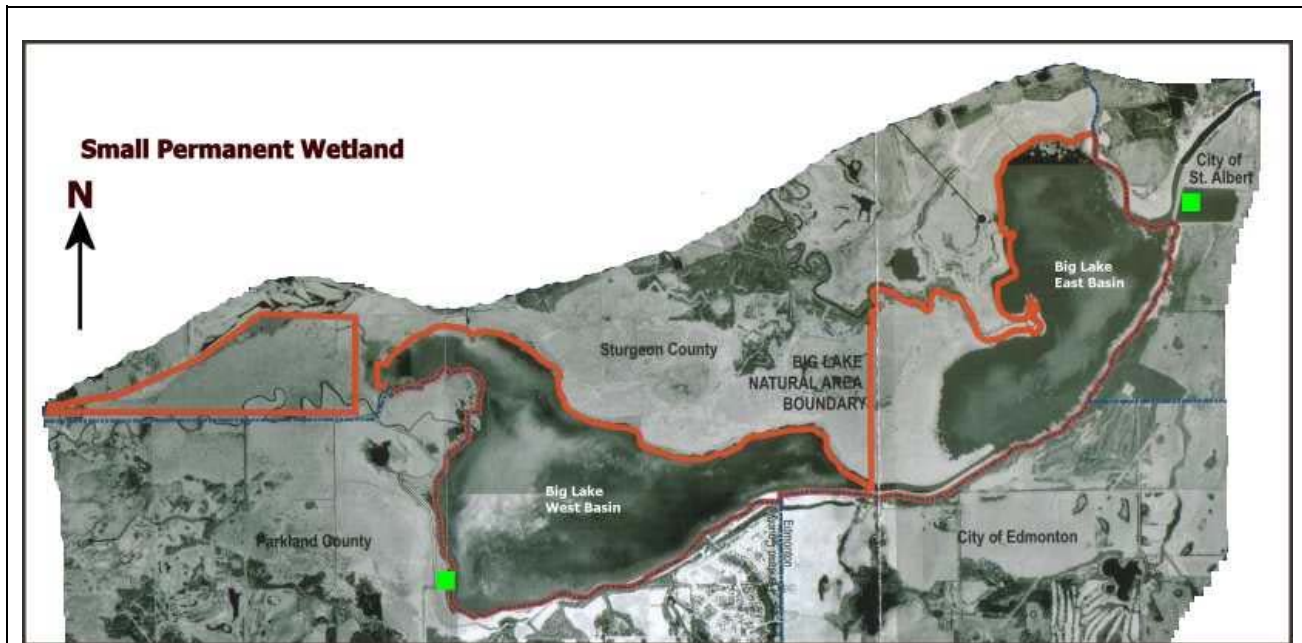 Small Permanent Wetland
N
City of
St. Albert
Big Lake
East Basin
Sturgeon County
BIG LAKE
NATURAL AREA
BOUNDARY
Big Lake
West Basin
Parkland County
Edmonton
City of Edmonton